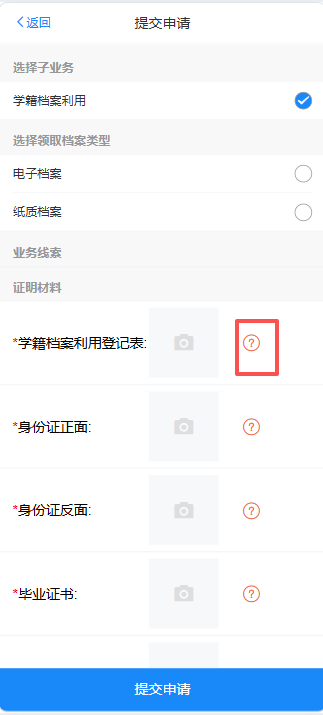 返回
提交申请
选择子业务
学籍档案利用
选择领取档案类型
电子档案
纸质档案
业务线索
证明材料
*学籍档案利用登记表:
?
*身份证正面:
?
*身份证反面:
?
*毕业证书:
?
提交申请